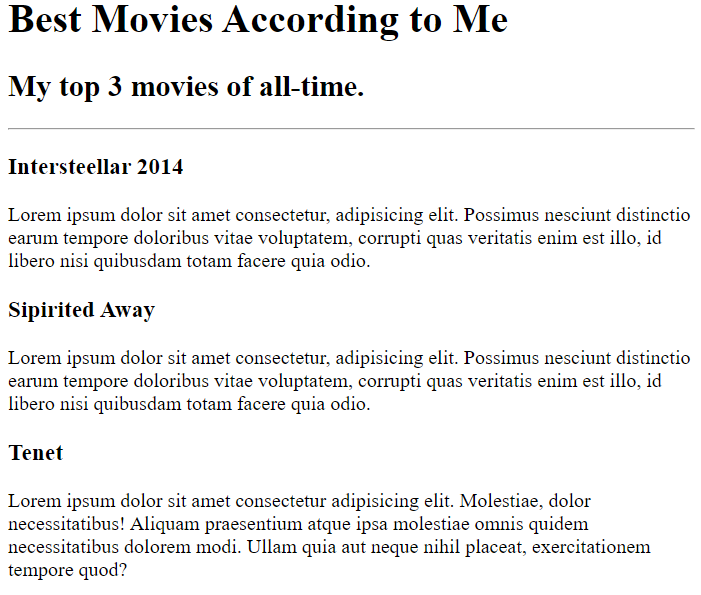 Best Movies According to Me
My top 3 movies of all-time.
Intersteellar 2014
Lorem ipsum dolor sit amet consectetur, adipisicing elit. Possimus nesciunt distinctio
earum tempore doloribus vitae voluptatem, corrupti quas veritatis enim est illo, id
libero nisi quibusdam totam facere quia odio.
Sipirited Away
Lorem ipsum dolor sit amet consectetur, adipisicing elit. Possimus nesciunt distinctio
earum tempore doloribus vitae voluptatem, corrupti quas veritatis enim est illo, id
libero nisi quibusdam totam facere quia odio.
Tenet
Lorem ipsum dolor sit amet consectetur adipisicing elit. Molestiae, dolor
necessitatibus! Aliquam praesentium atque ipsa molestiae omnis quidem
necessitatibus dolorem modi. Ullam quia aut neque nihil placeat, exercitationem
tempore quod?